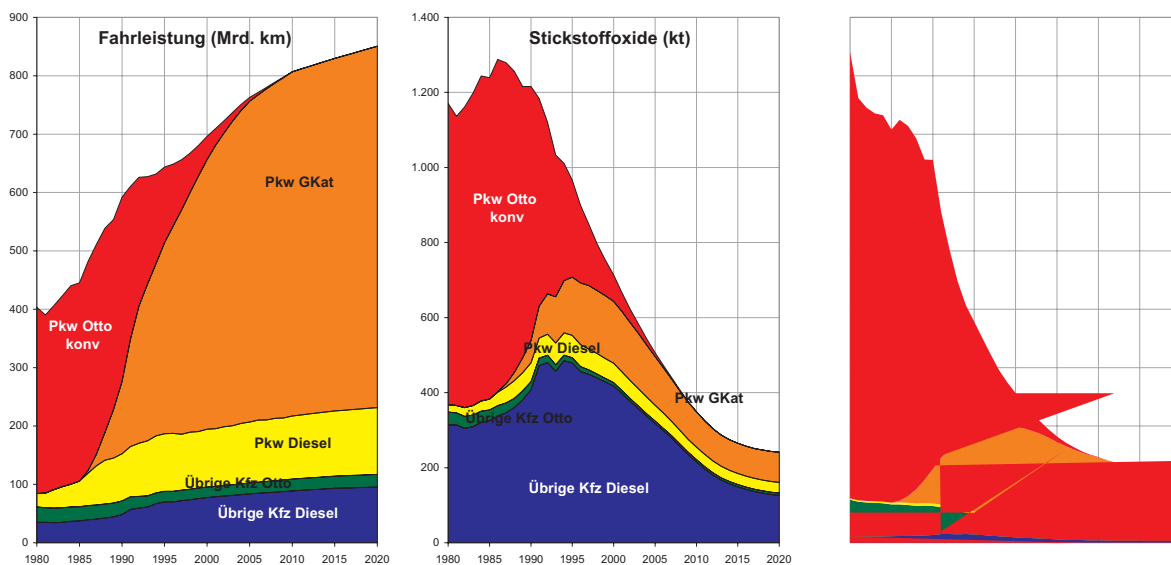 Fahrleistung (Mrd. km)
900
800
700
600
500
400
300
200
100
0
1980
1985
1990
1995
2000
2005
2010
2015
2020
Pkw GKat
Pkw Otto
konv
Pkw Diesel
Übrige Kfz Otto
Übrige Kfz Diesel
Stickstoffoxide (kt)
1.400
1.200
1.000
800
600
400
200
0
1980
1985
1990
1995
2000
2005
2010
2015
2020
Pkw Otto
konv
Pkw Diesel
Pkw GKat
Übrige Kfz Otto
Übrige Kfz Diesel